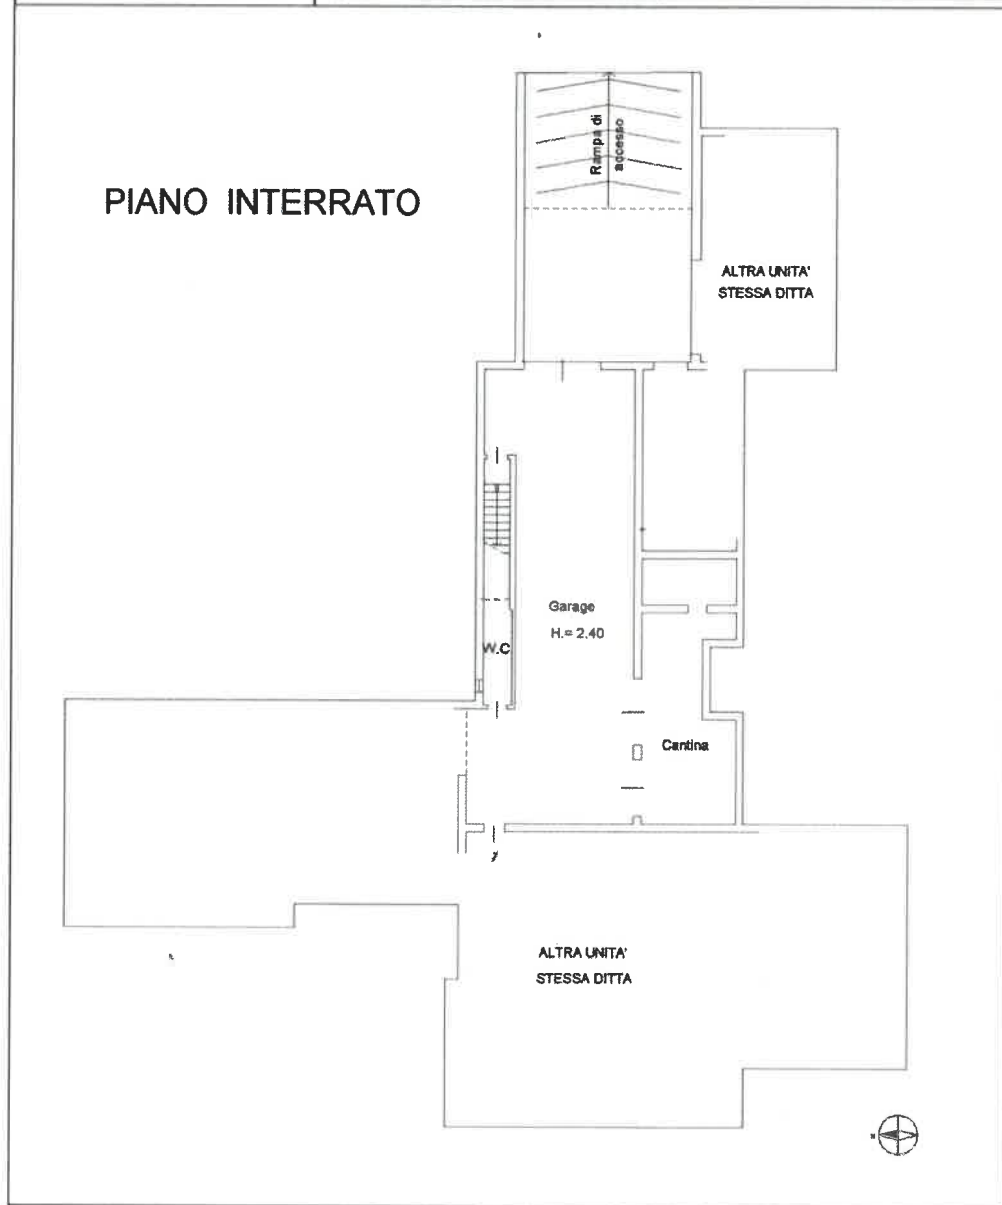 PIANO INTERRATO
Rampa di
accesso
ALTRA UNITA'
STESSA DITTA
Garage
H.= 2.40
W.C
Cantina
ALTRA UNITA'
STESSA DITTA